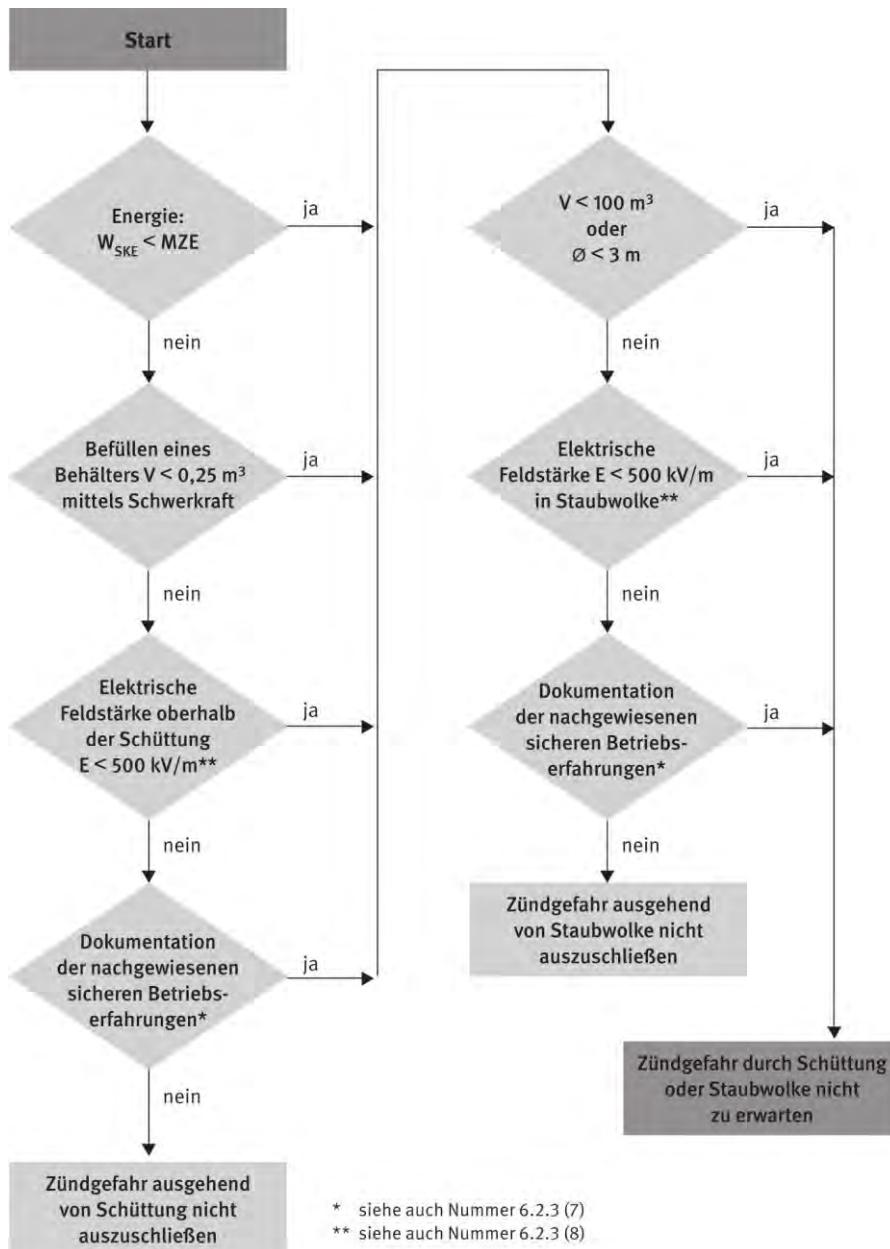 Start
Energie:
W_SKE < MZE
ja
nein
Befüllen eines
Behälters V < 0,25 m³
mittels Schwerkraft
ja
nein
Elektrische
Feldstärke oberhalb
der Schüttung
E < 500 kV/m**
ja
nein
Dokumentation
der nachgewiesenen
sicheren Betriebs-
erfahrungen*
ja
nein
Zündgefahr ausgehend
von Schüttung nicht
auszuschließen
V < 100 m³
oder
Ø < 3 m
ja
nein
Elektrische
Feldstärke E < 500 kV/m
in Staubwolke**
ja
nein
Dokumentation
der nachgewiesenen
sicheren Betriebs-
erfahrungen*
ja
nein
Zündgefahr ausgehend
von Staubwolke nicht
auszuschließen
Zündgefahr durch Schüttung
oder Staubwolke nicht
zu erwarten
* siehe auch Nummer 6.2.3 (7)
** siehe auch Nummer 6.2.3 (8)